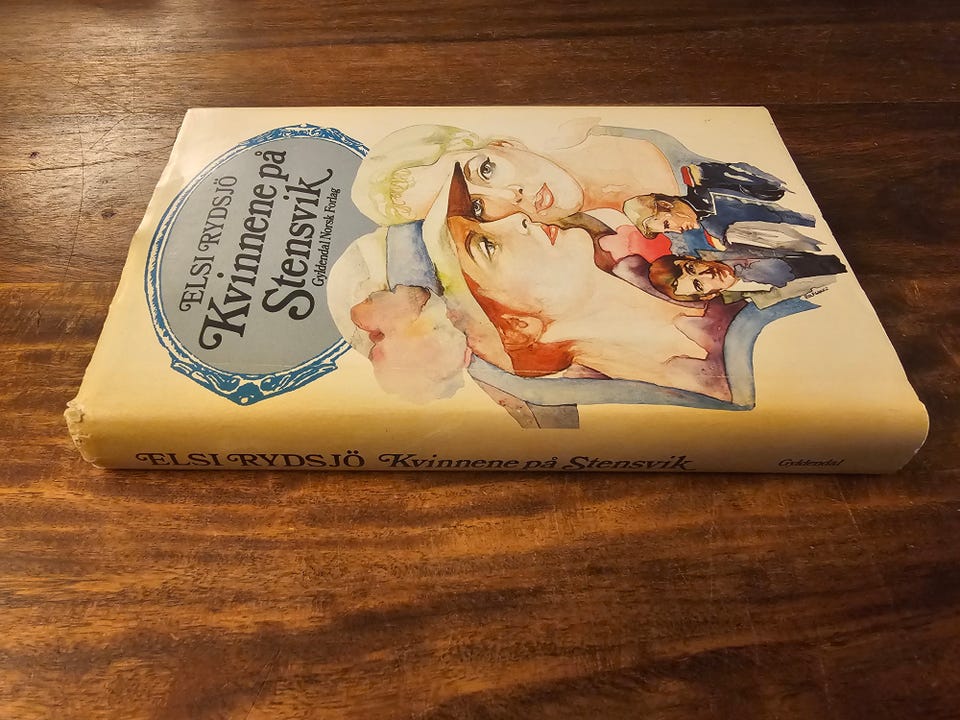 ELSI RYDSJÖ
Kvinnene på
Stensvik
Gyldendal Norsk Forlag
ELSI RYDSJÖ Kvinnene på Stensvik Gyldendal